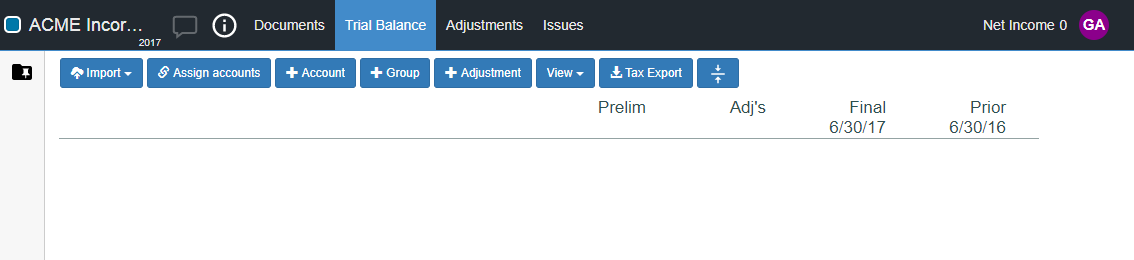 ACME Incor... Documents Trial Balance Adjustments Issues Net Income 0 GA
2017
Import Assign accounts Account Group Adjustment View Tax Export
Prelim Adj's Final Prior
6/30/17 6/30/16